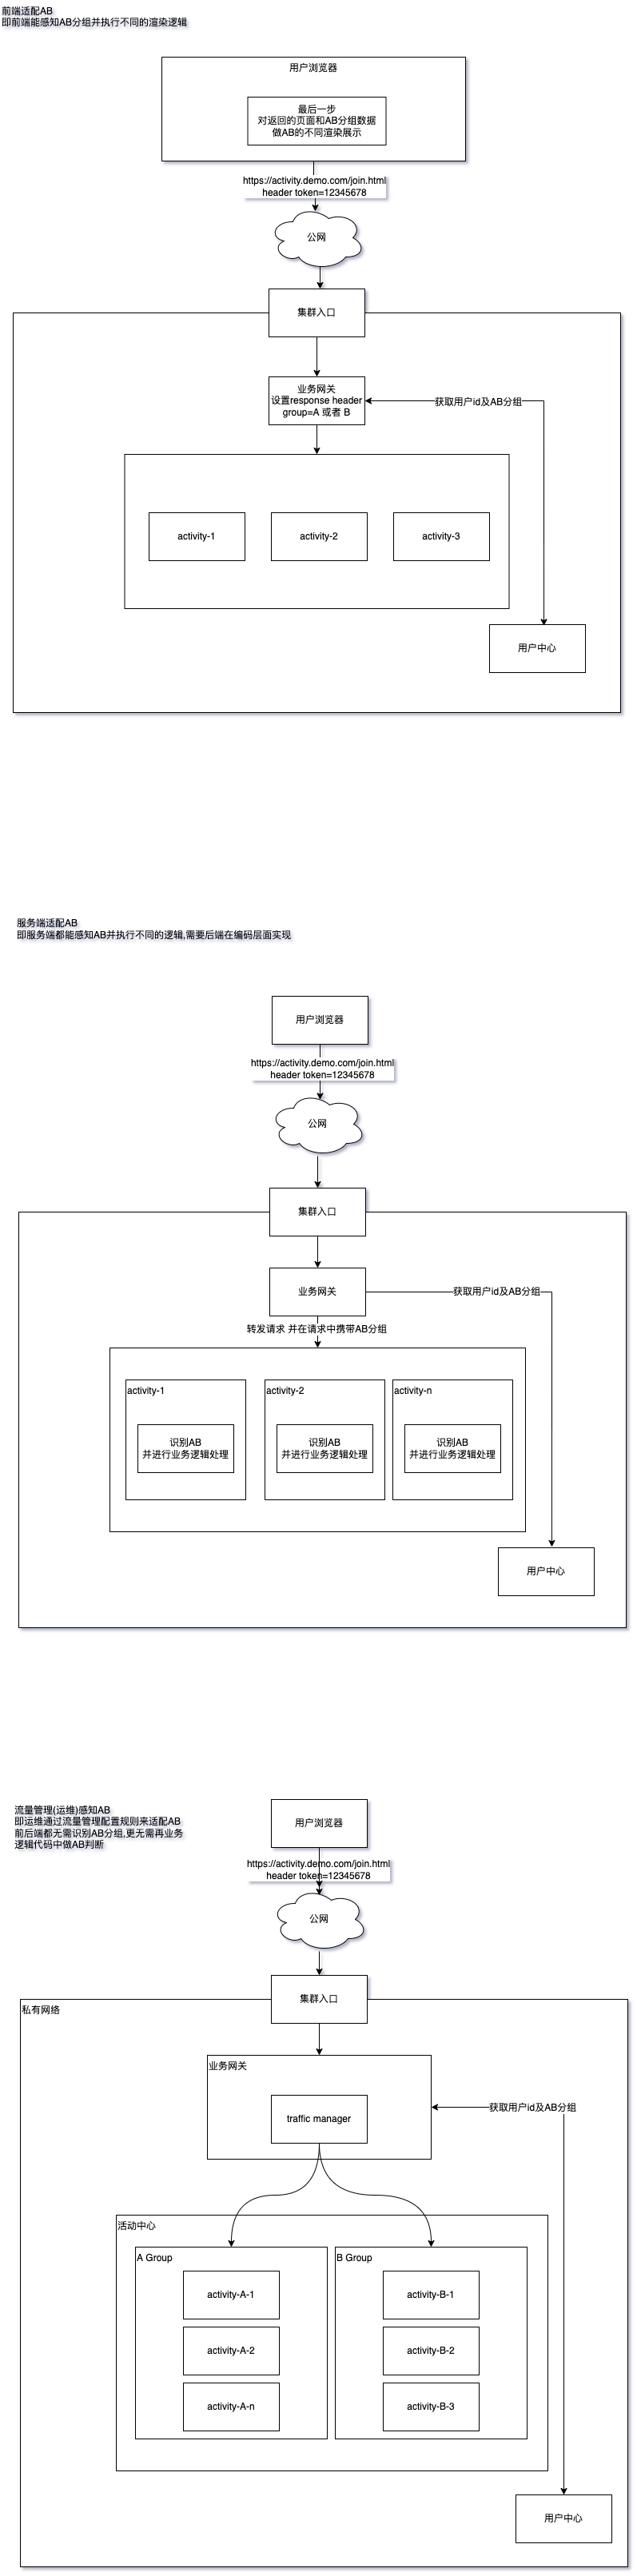 前端适配AB
即前端能感知AB分组并执行不同的渲染逻辑
用户浏览器
最后一步
对返回的页面和AB分组数据
做AB的不同渲染展示
https://activity.demo.com/join.html
header token=12345678
公网
集群入口
业务网关
设置response header
group=A 或者 B
获取用户id及AB分组
activity-1
activity-2
activity-3
用户中心
服务端适配AB
即服务端都能感知AB并执行不同的逻辑,需要后端在编码层面实现
用户浏览器
https://activity.demo.com/join.html
header token=12345678
公网
集群入口
业务网关
获取用户id及AB分组
转发请求 并在请求中携带AB分组
activity-1
识别AB
并进行业务逻辑处理
activity-2
识别AB
并进行业务逻辑处理
activity-n
识别AB
并进行业务逻辑处理
用户中心
流量管理(运维)感知AB
即运维通过流量管理配置规则来适配AB
前后端都无需识别AB分组,更无需再业务
逻辑代码中做AB判断
用户浏览器
https://activity.demo.com/join.html
header token=12345678
公网
集群入口
私有网络
业务网关
traffic manager
获取用户id及AB分组
活动中心
A Group
activity-A-1
activity-A-2
activity-A-n
B Group
activity-B-1
activity-B-2
activity-B-3
用户中心